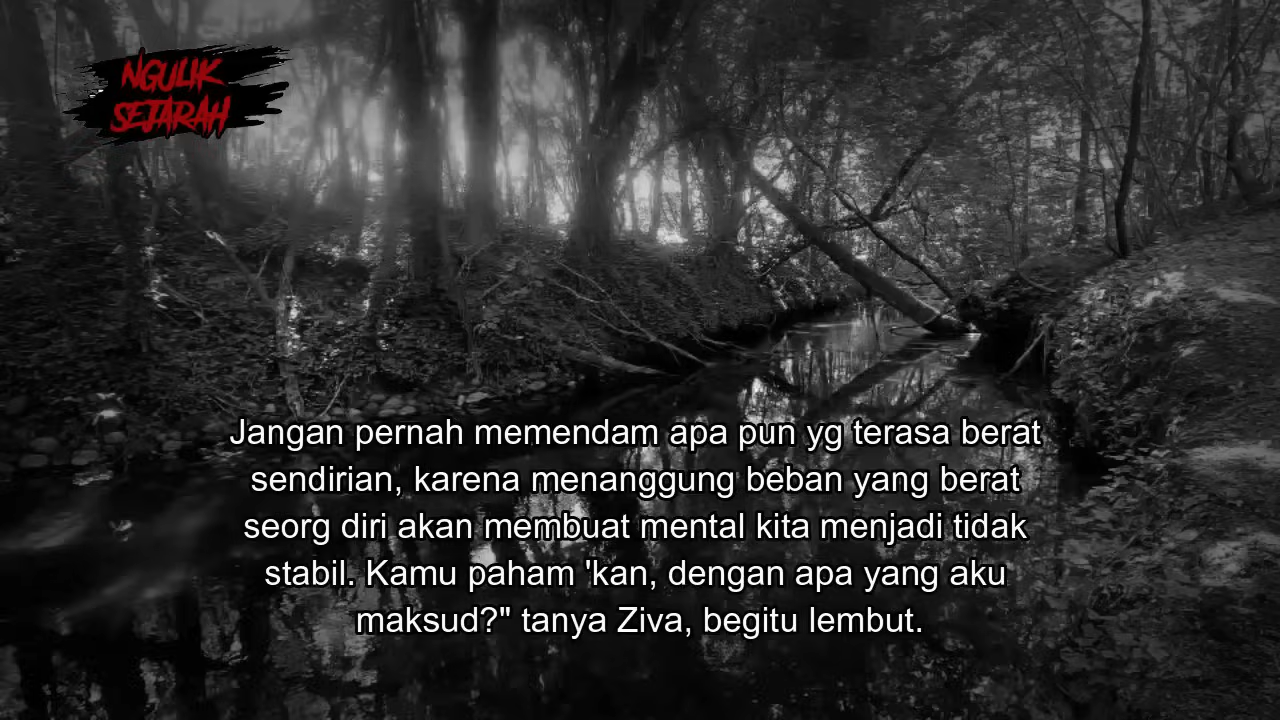 NGULIK
SEJARAH
Jangan pernah memendam apa pun yg terasa berat
sendirian, karena menanggung beban yang berat
seorg diri akan membuat mental kita menjadi tidak
stabil. Kamu paham 'kan, dengan apa yang aku
maksud?" tanya Ziva, begitu lembut.